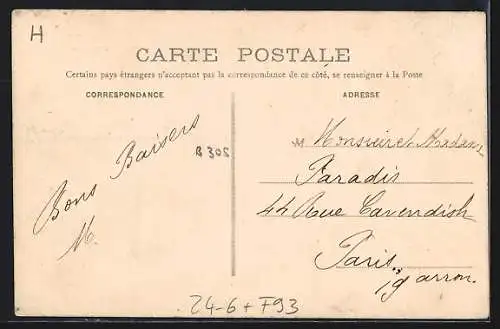 H
CARTE POSTALE
Certains pays étrangers n'acceptant pas la correspondance de ce côté, se renseigner à la Poste
CORRESPONDANCE
Bons Baisers
M.
B 305
ADRESSE
M Monsieur et Madame
Paradis
44 Rue Cavendish
Paris
19 arron.
24-6+F93